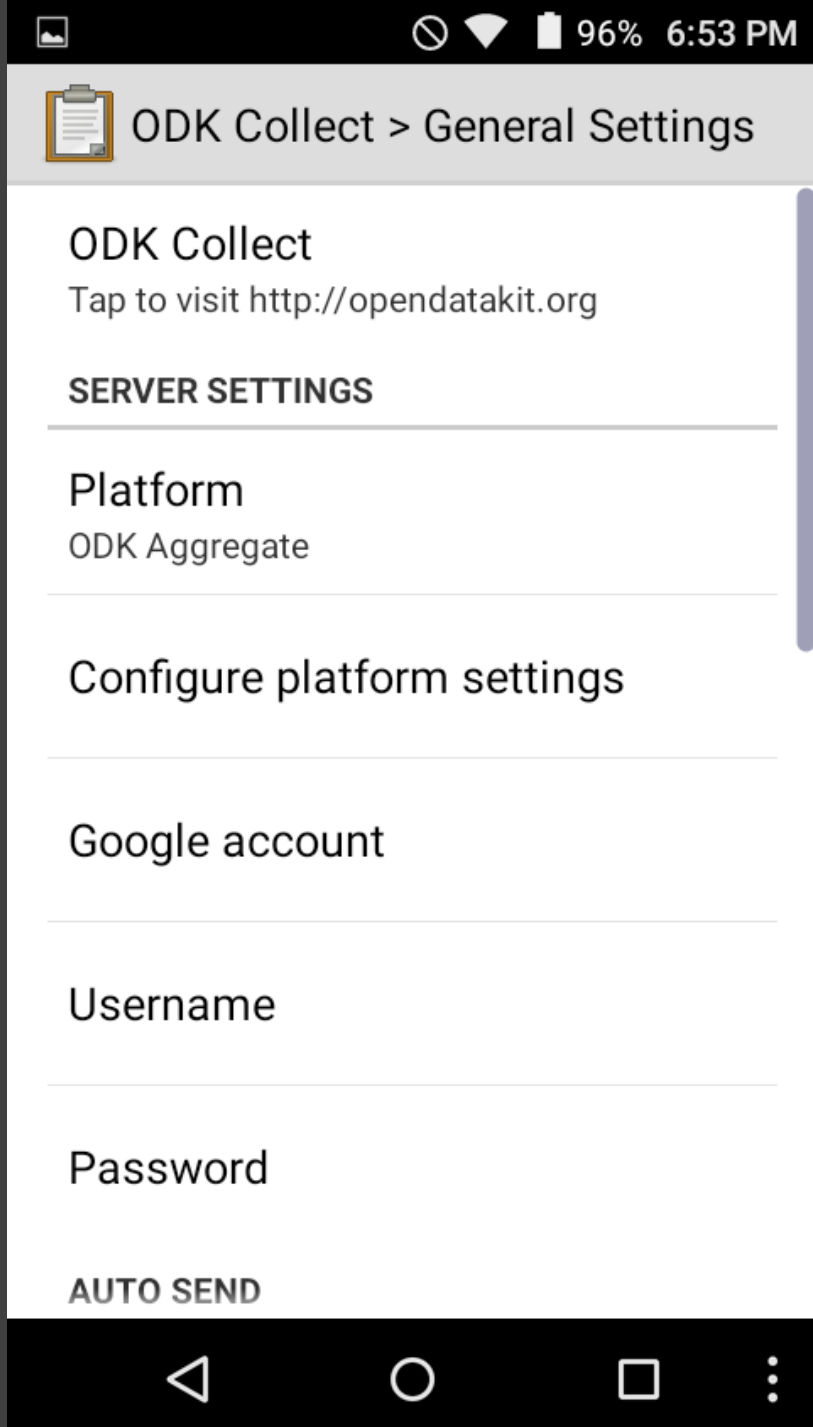 96% 6:53 PM
ODK Collect > General Settings
ODK Collect
Tap to visit http://opendatakit.org
SERVER SETTINGS
Platform
ODK Aggregate
Configure platform settings
Google account
Username
Password
AUTO SEND